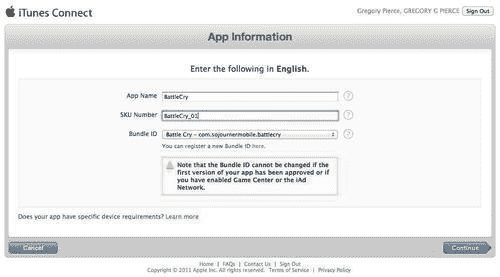 iTunes Connect
Gregory Pierce, GREGORY G PIERCE Sign Out
App Information
Enter the following in English.
App Name BattleCry ?
SKU Number BattleCry_01 ?
Bundle ID Battle Cry - com.sojournermobile.battlecry ?
You can register a new Bundle ID here.
Note that the Bundle ID cannot be changed if the
first version of your app has been approved or if
you have enabled Game Center or the iAd
Network.
Does your app have specific device requirements? Learn more
Cancel Continue
Home | FAQs | Contact Us | Sign Out
Copyright © 2011 Apple Inc. All rights reserved. Terms of Service | Privacy Policy